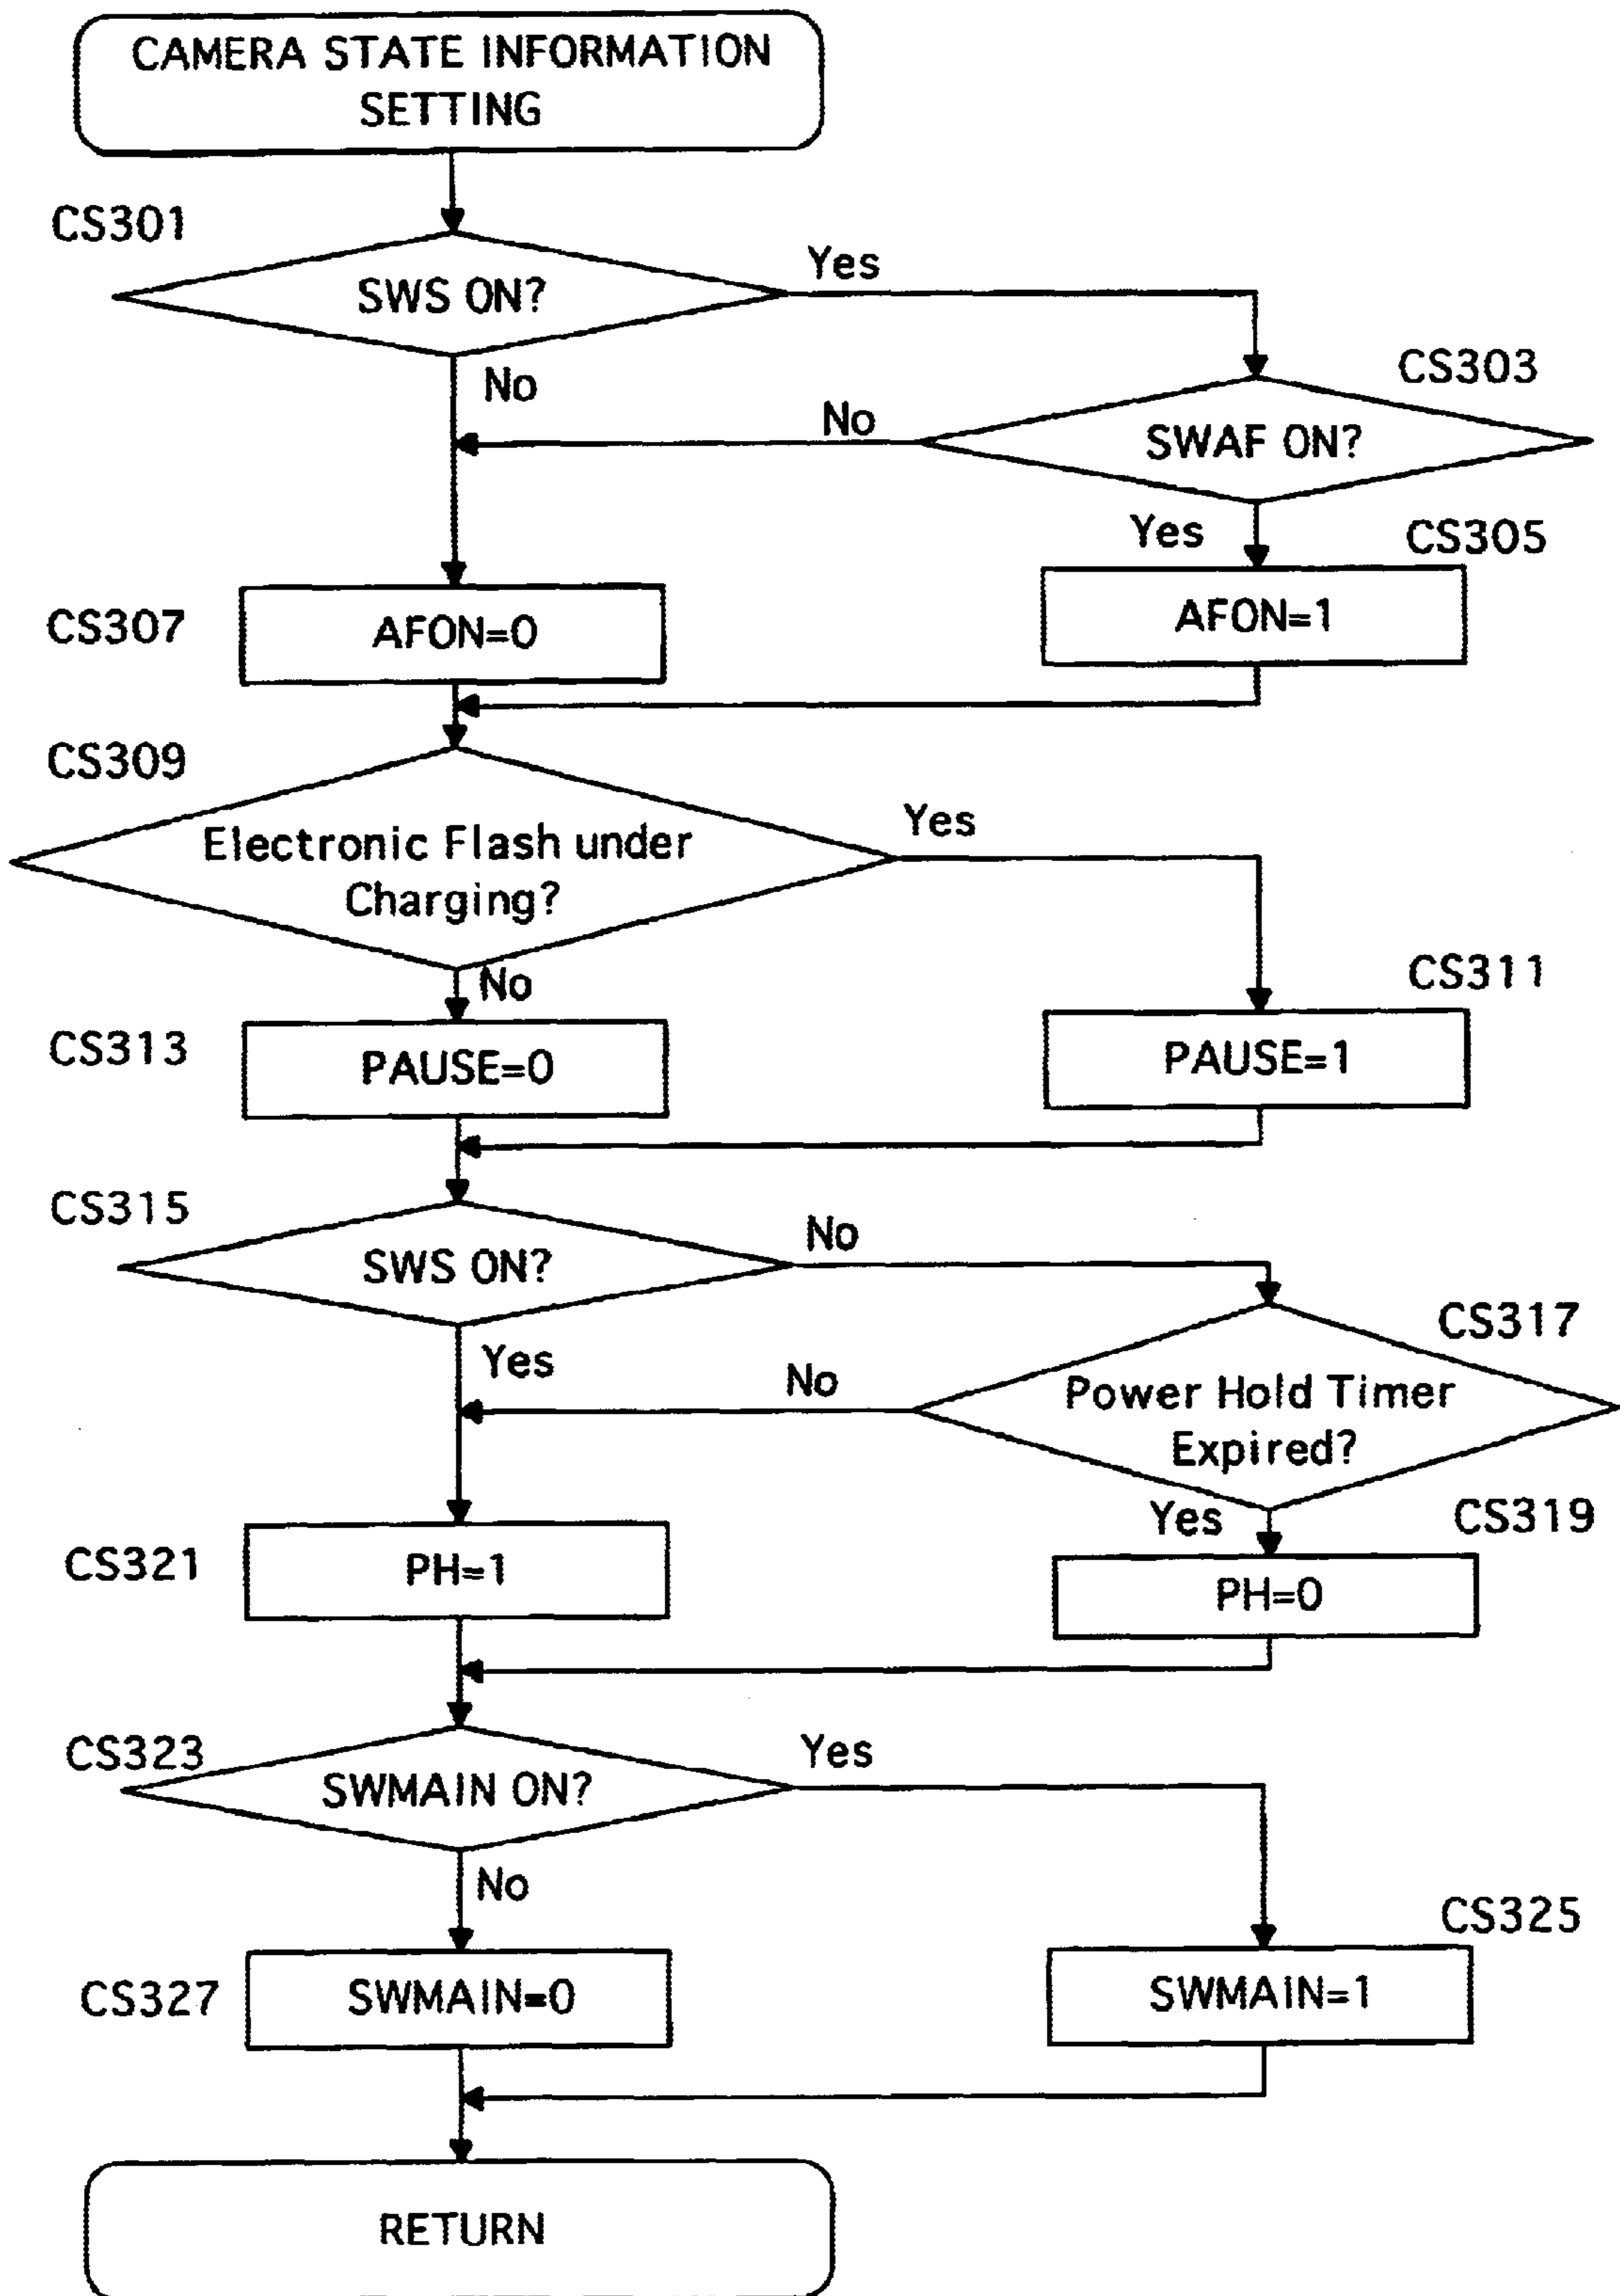 CAMERA STATE INFORMATION
SETTING
CS301
SWS ON?
Yes
No
CS303
SWAF ON?
No
Yes
CS305
AFON=1
CS307
AFON=0
CS309
Electronic Flash under
Charging?
Yes
No
CS311
PAUSE=1
CS313
PAUSE=0
CS315
SWS ON?
No
Yes
CS317
Power Hold Timer
Expired?
No
Yes
CS319
PH=0
CS321
PH=1
CS323
SWMAIN ON?
Yes
No
CS325
SWMAIN=1
CS327
SWMAIN=0
RETURN